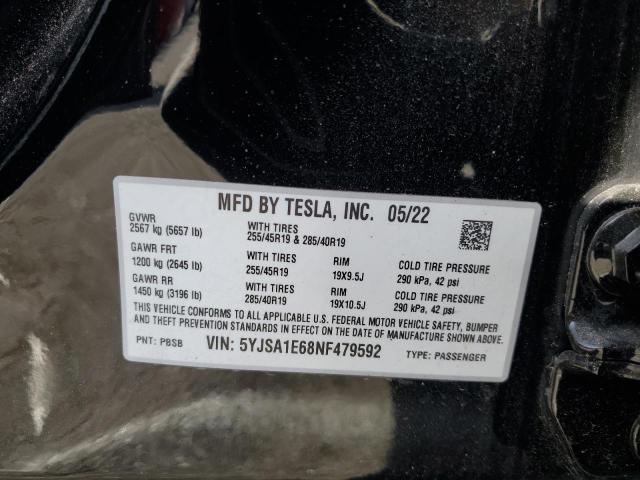 MFD BY TESLA, INC. 05/22
GVWR WITH TIRES
2567 kg (5657 lb) 255/45R19 & 285/40R19
GAWR FRT WITH TIRES RIM COLD TIRE PRESSURE
1200 kg (2645 lb) 255/45R19 19X9.5J 290 kPa, 42 psi
GAWR RR WITH TIRES RIM COLD TIRE PRESSURE
1450 kg (3196 lb) 285/40R19 19X10.5J 290 kPa, 42 psi
THIS VEHICLE CONFORMS TO ALL APPLICABLE U.S. FEDERAL MOTOR VEHICLE SAFETY, BUMPER
AND THEFT PREVENTION STANDARDS IN EFFECT ON THE DATE OF MANUFACTURE SHOWN ABOVE.
PNT: PBSB VIN: 5YJSA1E68NF479592 TYPE: PASSENGER